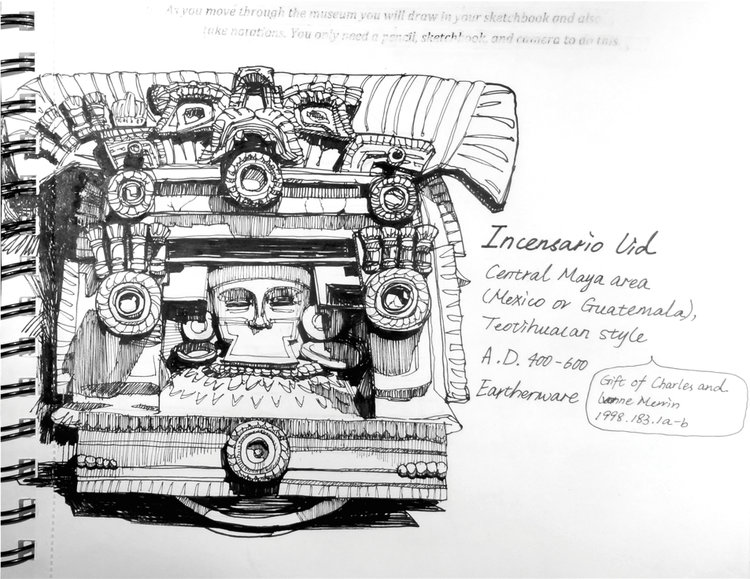 As you move through the museum you will draw in your sketchbook and also
take notations. You only need a pencil, sketchbook, and camera to do this.
Incensario Lid
Central Maya area
(Mexico or Guatemala),
Teotihuacan style
A.D. 400-600
Eartherware
Gift of Charles and
Merrin
1998.183.1a-b